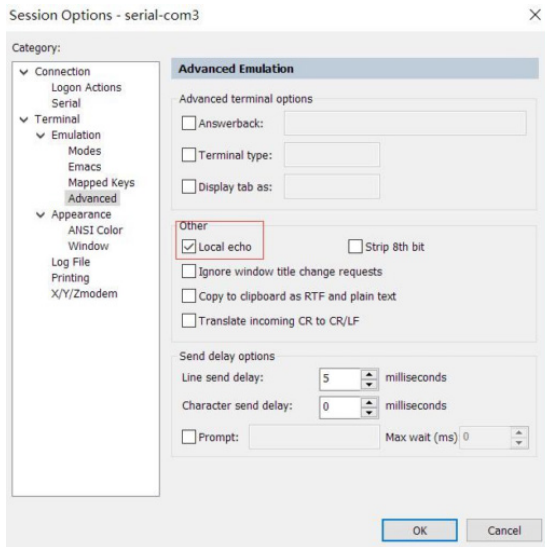 Session Options - serial-com3
Category:
Connection
Logon Actions
Serial
Terminal
Emulation
Modes
Emacs
Mapped Keys
Advanced
Appearance
ANSI Color
Window
Log File
Printing
X/Y/Zmodem
Advanced Emulation
Advanced terminal options
Answerback:
Terminal type:
Display tab as:
Other
Local echo Strip 8th bit
Ignore window title change requests
Copy to clipboard as RTF and plain text
Translate incoming CR to CR/LF
Send delay options
Line send delay: 5 milliseconds
Character send delay: 0 milliseconds
Prompt: Max wait (ms) 0
OK Cancel